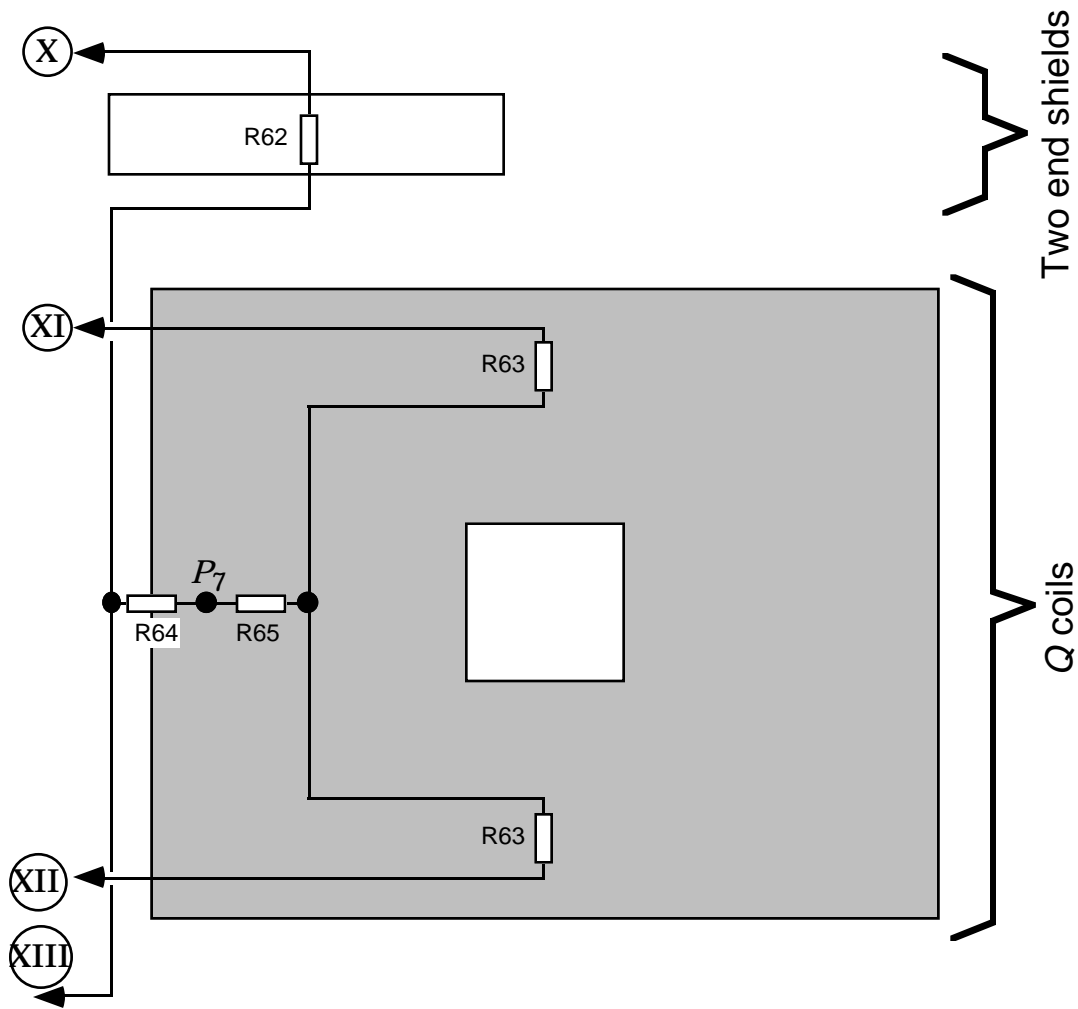 X
R62
Two end shields
XI
R63
P7
R64
R65
Q coils
R63
XII
XIII